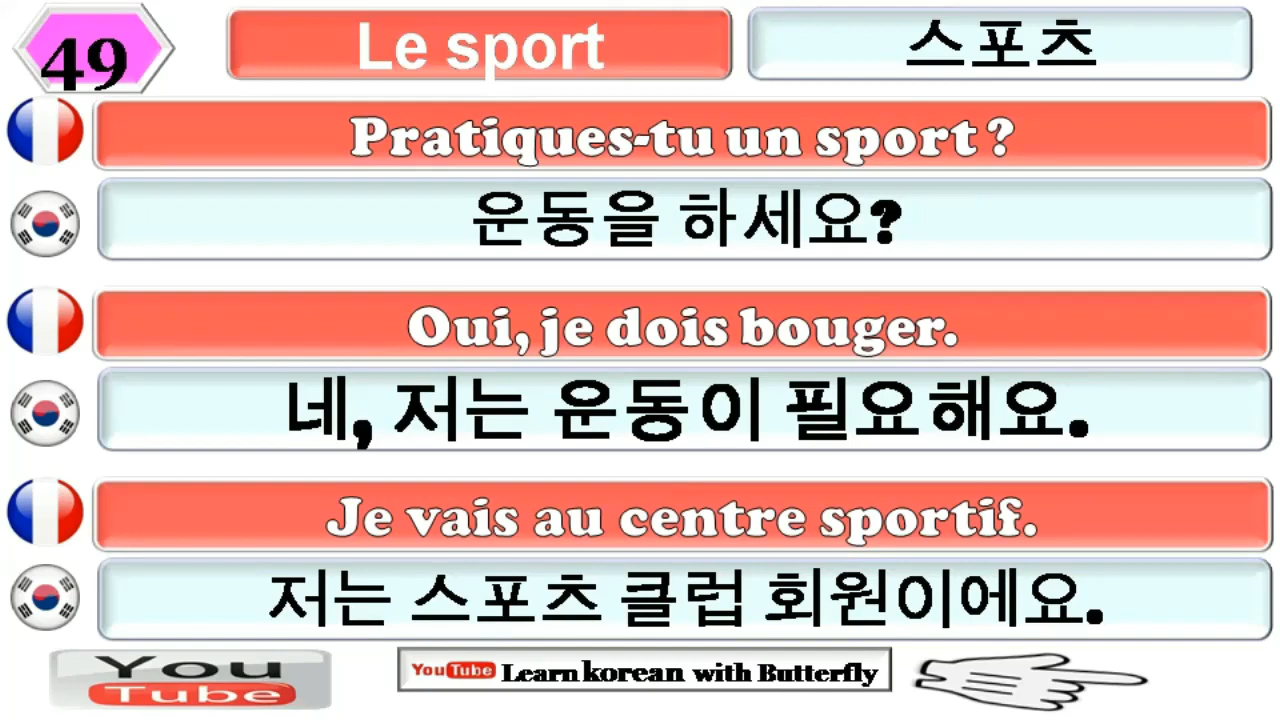 49
Le sport
스포츠
Pratiques-tu un sport ?
운동을 하세요?
Oui, je dois bouger.
네, 저는 운동이 필요해요.
Je vais au centre sportif.
저는 스포츠 클럽 회원이에요.
You Tube
YouTube Learn korean with Butterfly